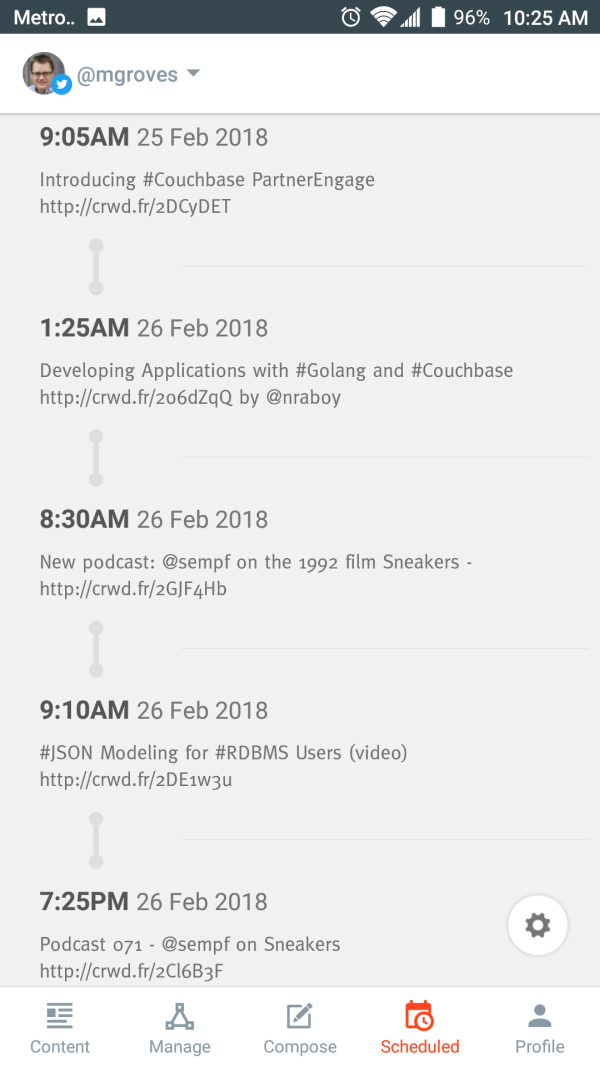 Metro..
96% 10:25 AM
@mgroves
9:05AM 25 Feb 2018
Introducing #Couchbase PartnerEngage
http://crwd.fr/2DCyDET
1:25AM 26 Feb 2018
Developing Applications with #Golang and #Couchbase
http://crwd.fr/2o6dZqQ by @nraboy
8:30AM 26 Feb 2018
New podcast: @sempf on the 1992 film Sneakers -
http://crwd.fr/2GJF4Hb
9:10AM 26 Feb 2018
#JSON Modeling for #RDBMS Users (video)
http://crwd.fr/2DE1w3u
7:25PM 26 Feb 2018
Podcast 071 - @sempf on Sneakers
http://crwd.fr/2Cl6B3F
Content Manage Compose Scheduled Profile